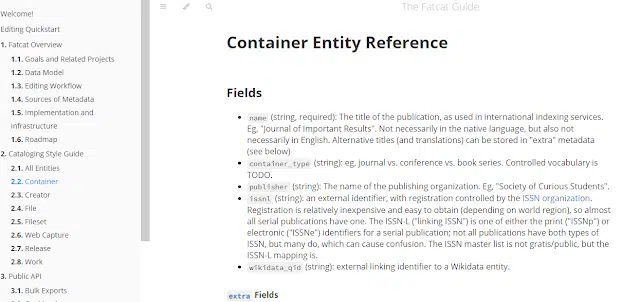 Welcome!
Editing Quickstart
1. Fatcat Overview
1.1. Goals and Related Projects
1.2. Data Model
1.3. Editing Workflow
1.4. Sources of Metadata
1.5. Implementation and
Infrastructure
1.6. Roadmap
2. Cataloging Style Guide
2.1. All Entities
2.2. Container
2.3. Creator
2.4. File
2.5. Fileset
2.6. Web Capture
2.7. Release
2.8. Work
3. Public API
3.1. Bulk Exports
The Fatcat Guide
Container Entity Reference
Fields
name (string, required): The title of the publication, as used in international indexing services.
Eg, "Journal of Important Results". Not necessarily in the native language, but also not
necessarily in English. Alternative titles (and translations) can be stored in "extra" metadata
(see below)
container_type (string): eg, journal vs. conference vs. book series. Controlled vocabulary is
TODO.
publisher (string): The name of the publishing organization. Eg, "Society of Curious Students".
issnl (string): an external identifier, with registration controlled by the ISSN organization.
Registration is relatively inexpensive and easy to obtain (depending on world region), so almost
all serial publications have one. The ISSN-L ("linking ISSN") is one of either the print ("ISSNp") or
electronic ("ISSNe") identifiers for a serial publication; not all publications have both types of
ISSN, but many do, which can cause confusion. The ISSN master list is not gratis/public, but the
ISSN-L mapping is.
wikidata_qid (string): external linking identifier to a Wikidata entity.
extra Fields